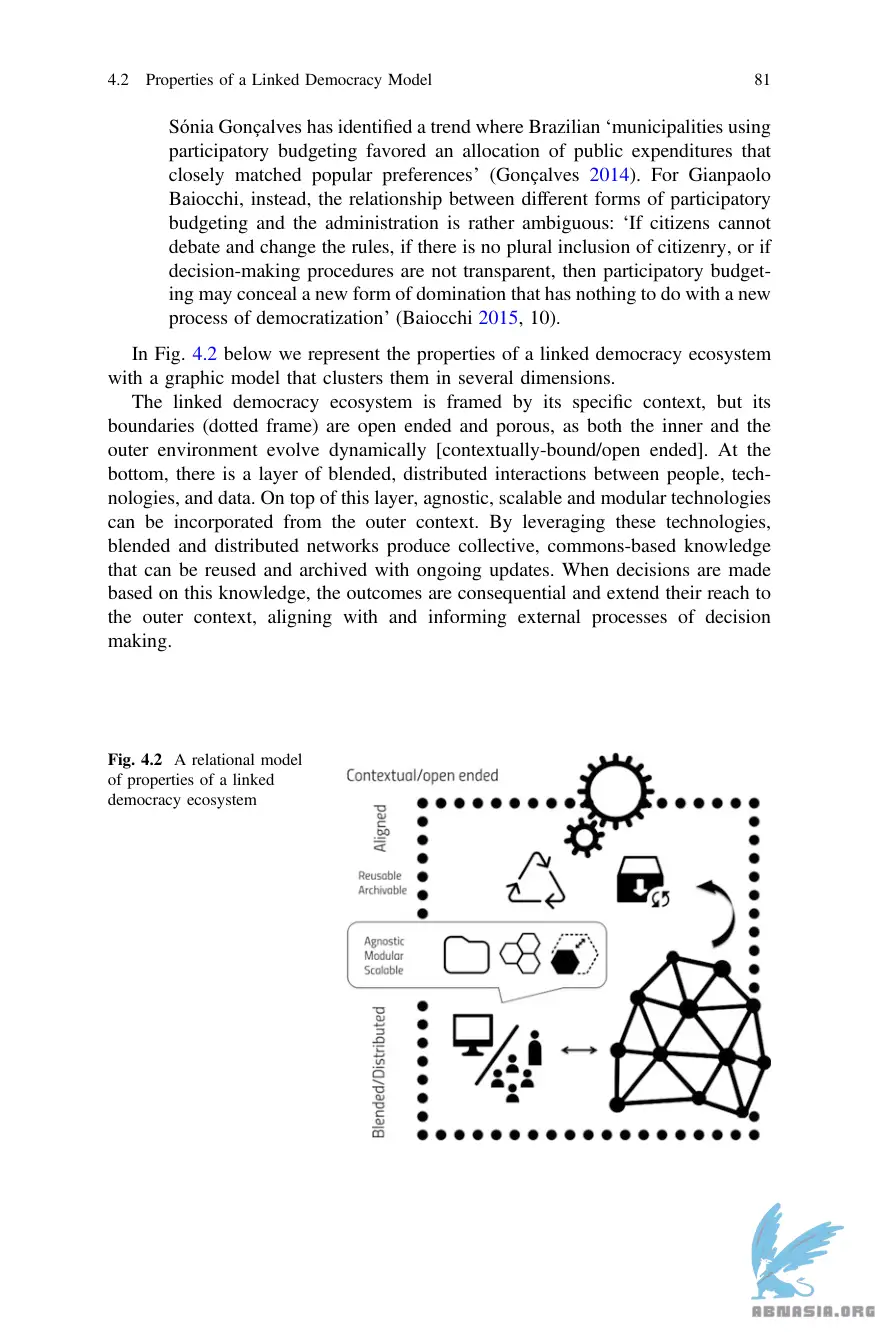 4.2 Properties of a Linked Democracy Model 81
Sónia Gonçalves has identified a trend where Brazilian ‘municipalities using
participatory budgeting favored an allocation of public expenditures that
closely matched popular preferences’ (Gonçalves 2014). For Gianpaolo
Baiocchi, instead, the relationship between different forms of participatory
budgeting and the administration is rather ambiguous: ‘If citizens cannot
debate and change the rules, if there is no plural inclusion of citizenry, or if
decision-making procedures are not transparent, then participatory budget-
ing may conceal a new form of domination that has nothing to do with a new
process of democratization’ (Baiocchi 2015, 10).
In Fig. 4.2 below we represent the properties of a linked democracy ecosystem
with a graphic model that clusters them in several dimensions.
The linked democracy ecosystem is framed by its specific context, but its
boundaries (dotted frame) are open ended and porous, as both the inner and the
outer environment evolve dynamically [contextually-bound/open ended]. At the
bottom, there is a layer of blended, distributed interactions between people, tech-
nologies, and data. On top of this layer, agnostic, scalable and modular technologies
can be incorporated from the outer context. By leveraging these technologies,
blended and distributed networks produce collective, commons-based knowledge
that can be reused and archived with ongoing updates. When decisions are made
based on this knowledge, the outcomes are consequential and extend their reach to
the outer context, aligning with and informing external processes of decision
making.
Fig. 4.2 A relational model
of properties of a linked
democracy ecosystem
Contextual/open ended
Aligned
Reusable
Archivable
Agnostic
Modular
Scalable
Blended/Distributed
ABNASIA.ORG